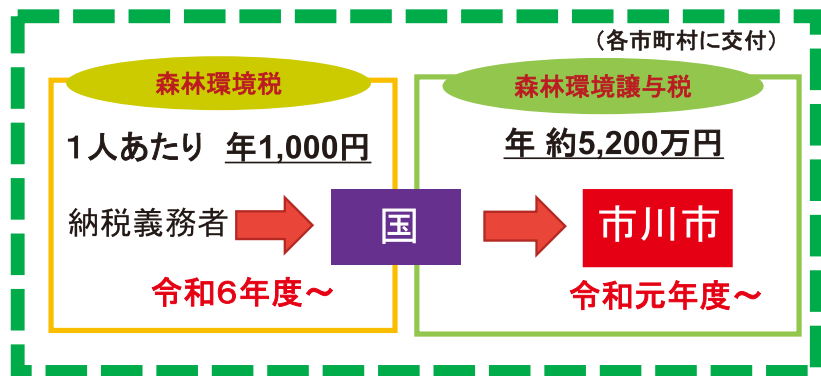 （各市町村に交付）
森林環境税
１人あたり 年1,000円
納税義務者
国
令和６年度～
森林環境譲与税
年 約5,200万円
市川市
令和元年度～